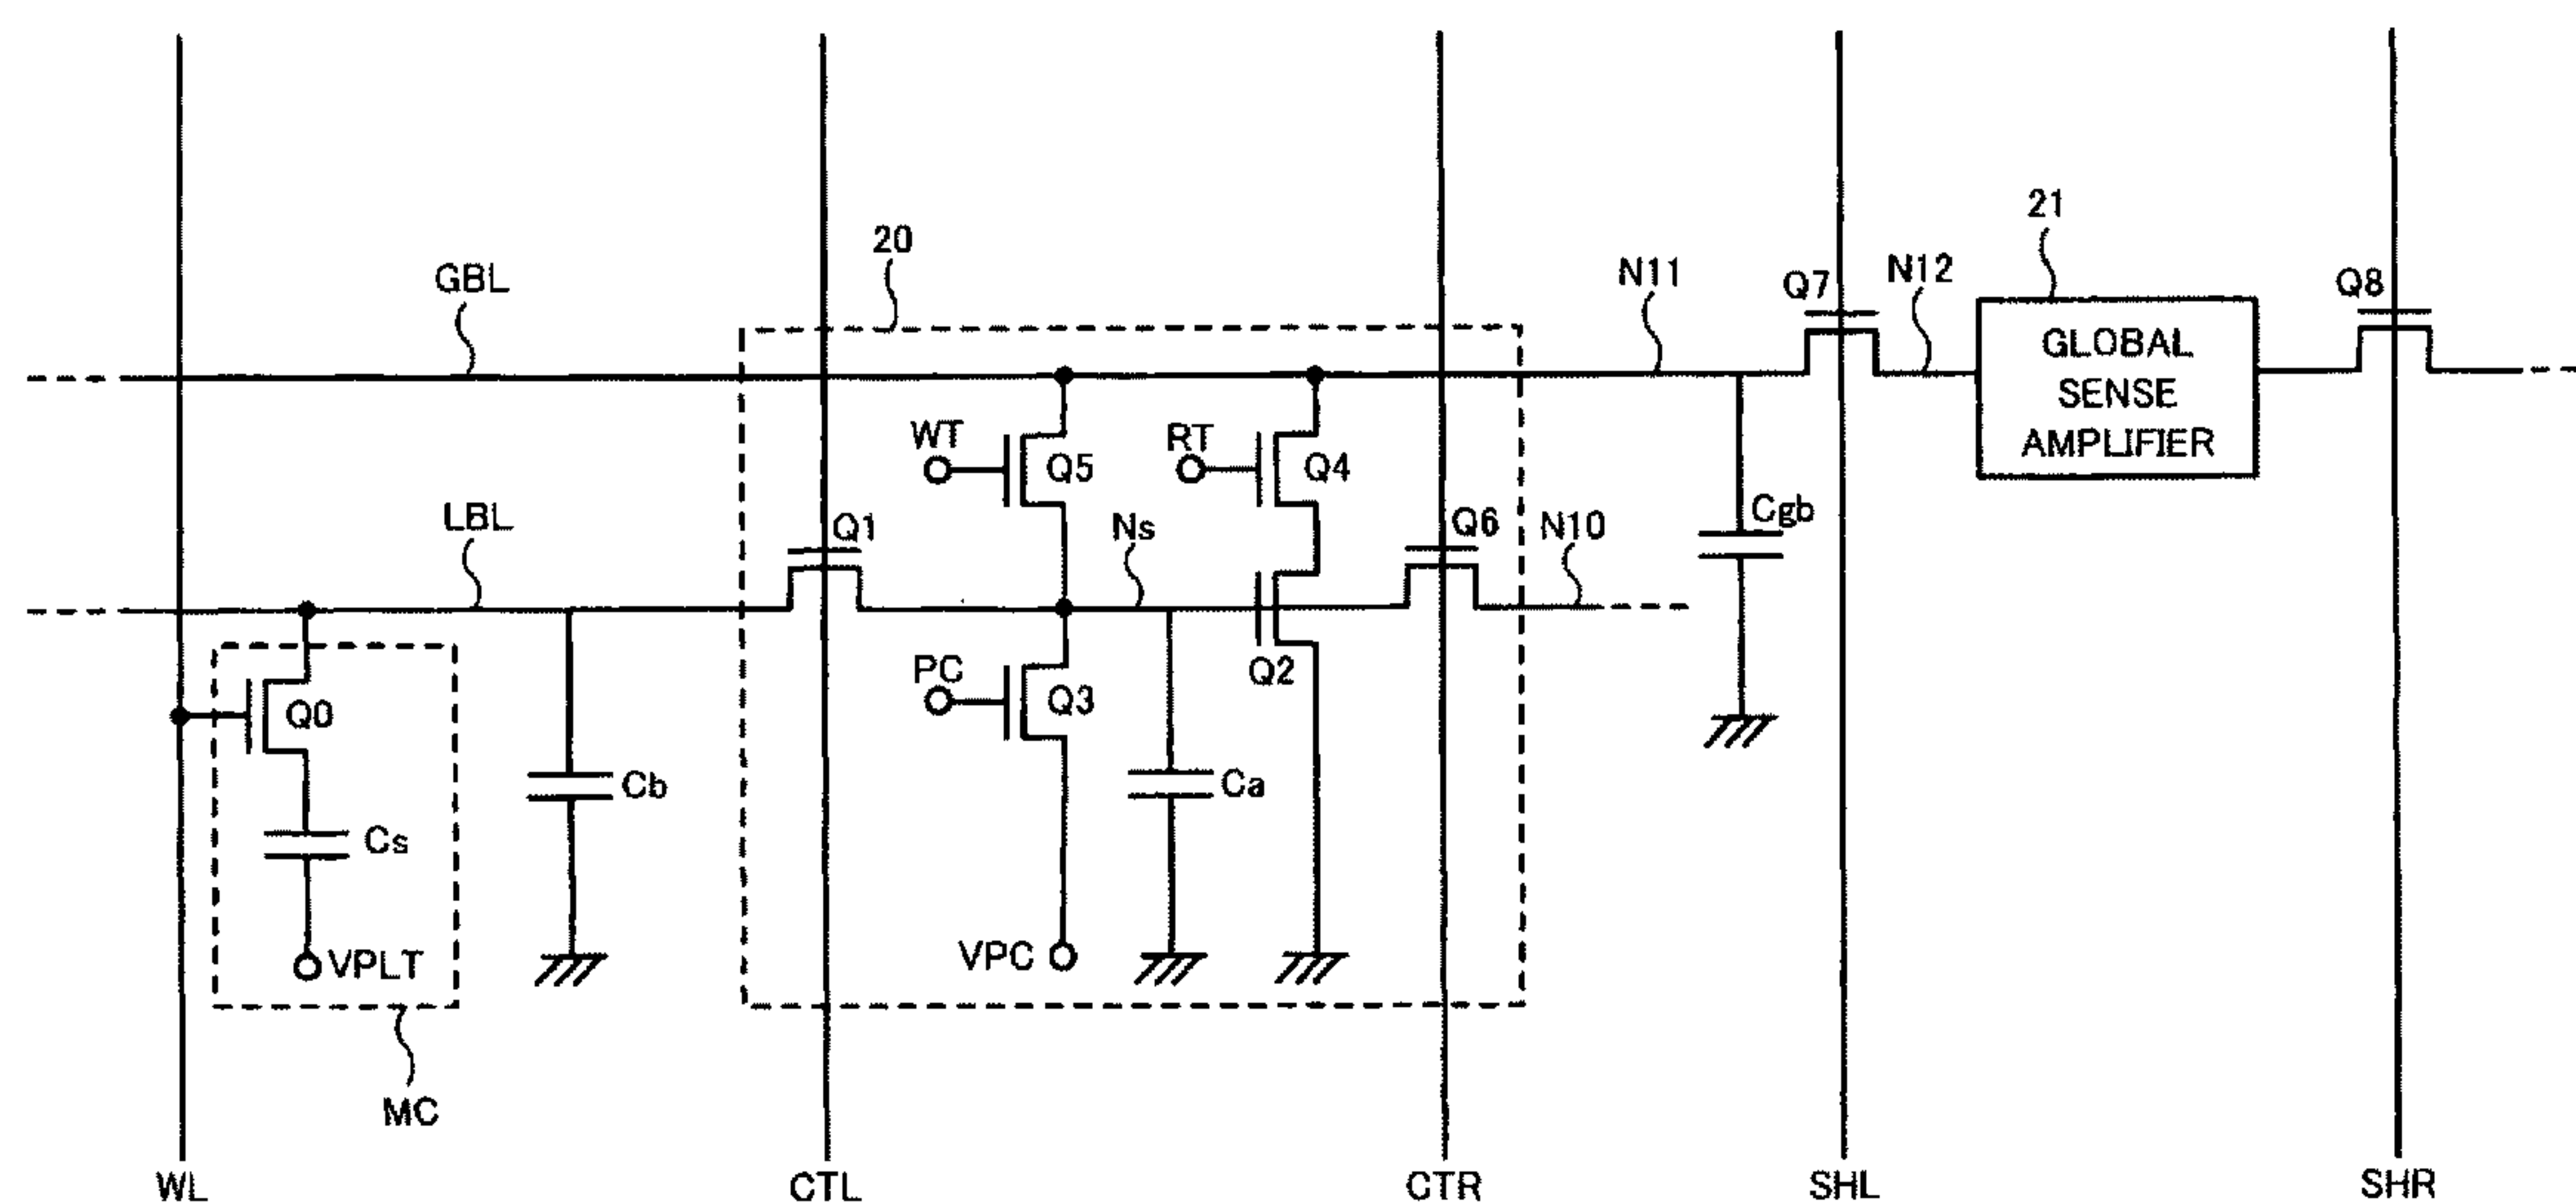 21
20
N11
Q7
N12
Q8
GBL
GLOBAL
SENSE
AMPLIFIER
WT
Q5
RT
Q4
LBL
Q1
Ns
Q6
N10
Cgb
PC
Q3
Q2
Q0
Cb
Ca
Cs
VPLT
VPC
MC
WL
CTL
CTR
SHL
SHR